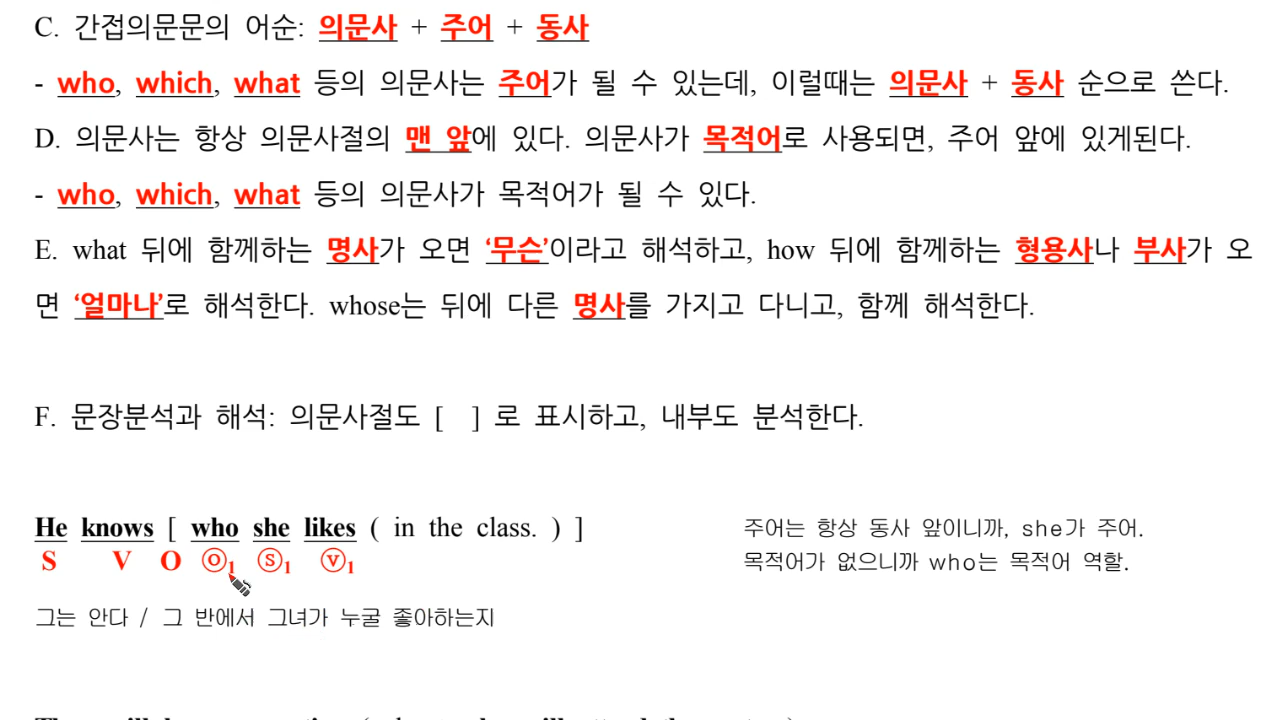 C. 간접의문문의 어순: 의문사 + 주어 + 동사
- who, which, what 등의 의문사는 주어가 될 수 있는데, 이럴때는 의문사 + 동사 순으로 쓴다.
D. 의문사는 항상 의문사절의 맨 앞에 있다. 의문사가 목적어로 사용되면, 주어 앞에 있게된다.
- who, which, what 등의 의문사가 목적어가 될 수 있다.
E. what 뒤에 함께하는 명사가 오면 ‘무슨’이라고 해석하고, how 뒤에 함께하는 형용사나 부사가 오
면 ‘얼마나’로 해석한다. whose는 뒤에 다른 명사를 가지고 다니고, 함께 해석한다.
F. 문장분석과 해석: 의문사절도 [ ] 로 표시하고, 내부도 분석한다.
He knows [ who she likes ( in the class. ) ]
S V O ⓞ1 ⓢ1 ⓥ1
그는 안다 / 그 반에서 그녀가 누굴 좋아하는지
주어는 항상 동사 앞이니까, she가 주어.
목적어가 없으니까 who는 목적어 역할.